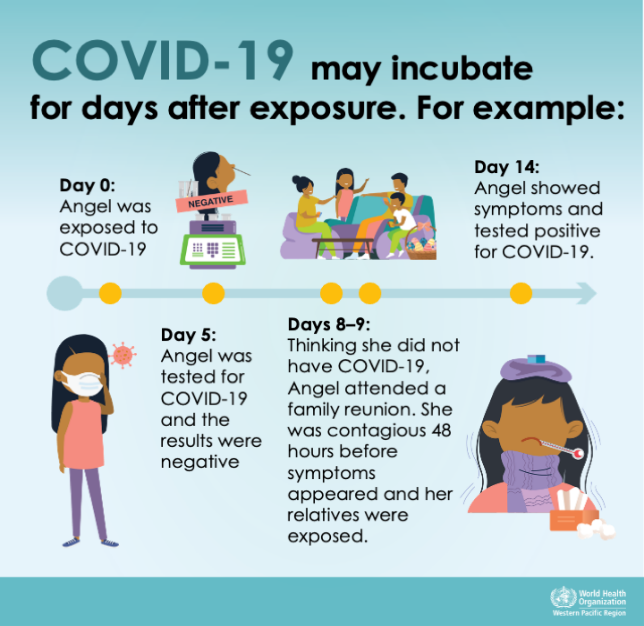 COVID-19 may incubate
for days after exposure. For example:
Day 0:
Angel was
exposed to
COVID-19
NEGATIVE
Day 14:
Angel showed
symptoms and
tested positive
for COVID-19.
Day 5:
Angel was
tested for
COVID-19
and the
results were
negative
Days 8–9:
Thinking she did not
have COVID-19,
Angel attended a
family reunion. She
was contagious 48
hours before
symptoms
appeared and her
relatives were
exposed.
World Health
Organization
Western Pacific Region